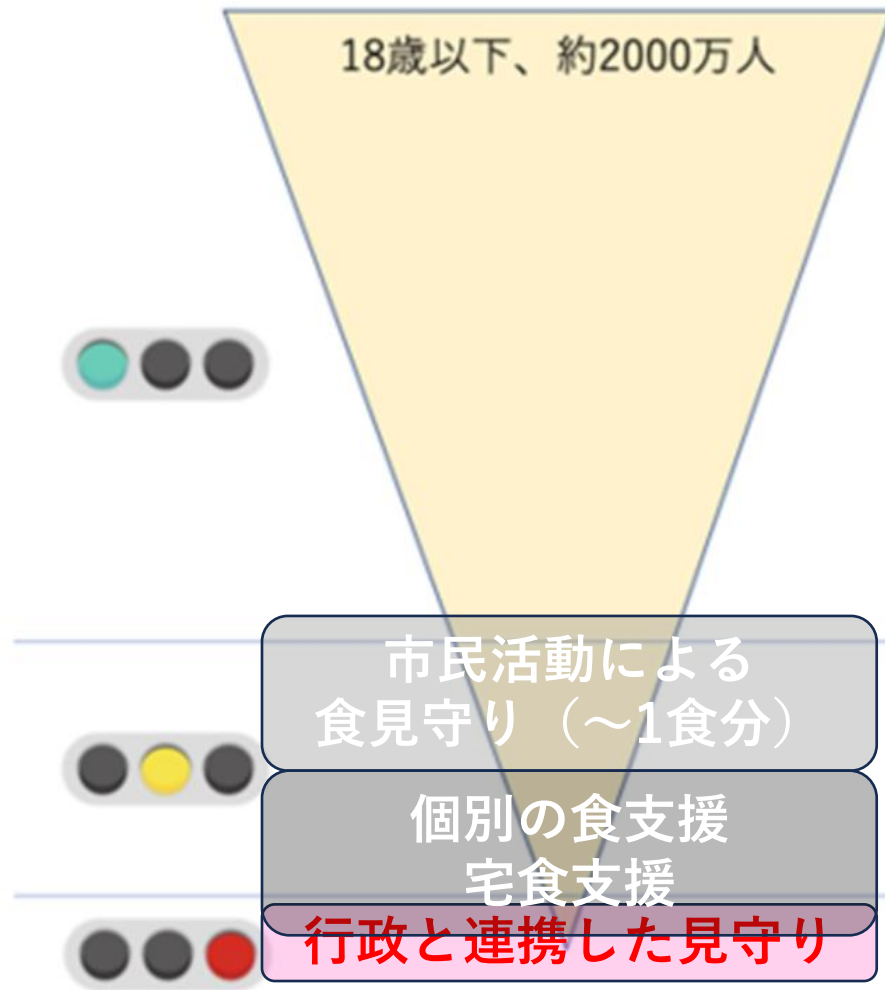 18歳以下、約2000万人
市民活動による
食見守り（～1食分）
個別の食支援
宅食支援
行政と連携した見守り